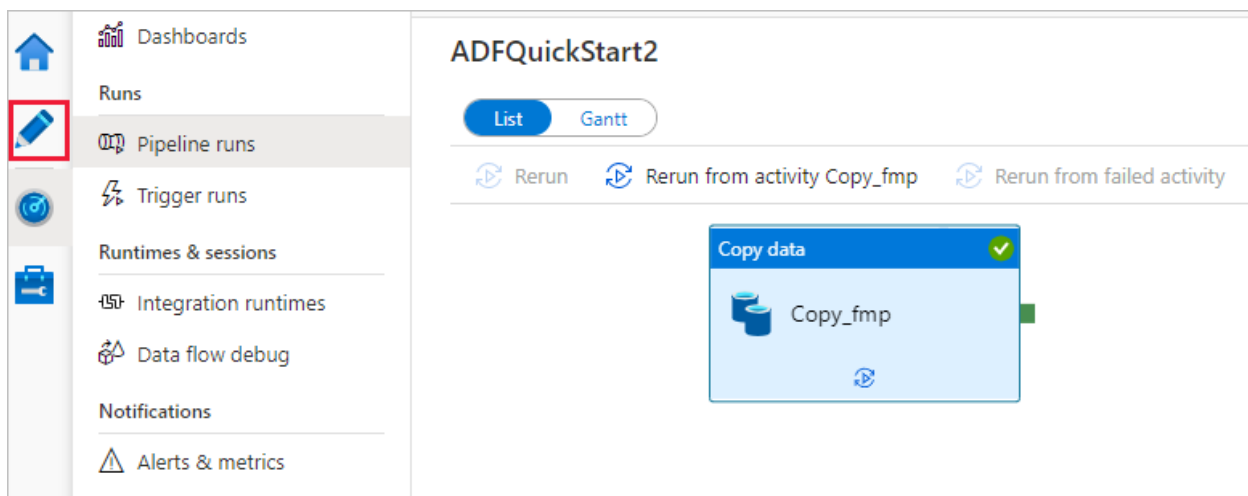 Dashboards
Runs
Pipeline runs
Trigger runs
Runtimes & sessions
Integration runtimes
Data flow debug
Notifications
Alerts & metrics
ADFQuickStart2
List Gantt
Rerun Rerun from activity Copy_fmp Rerun from failed activity
Copy data
Copy_fmp